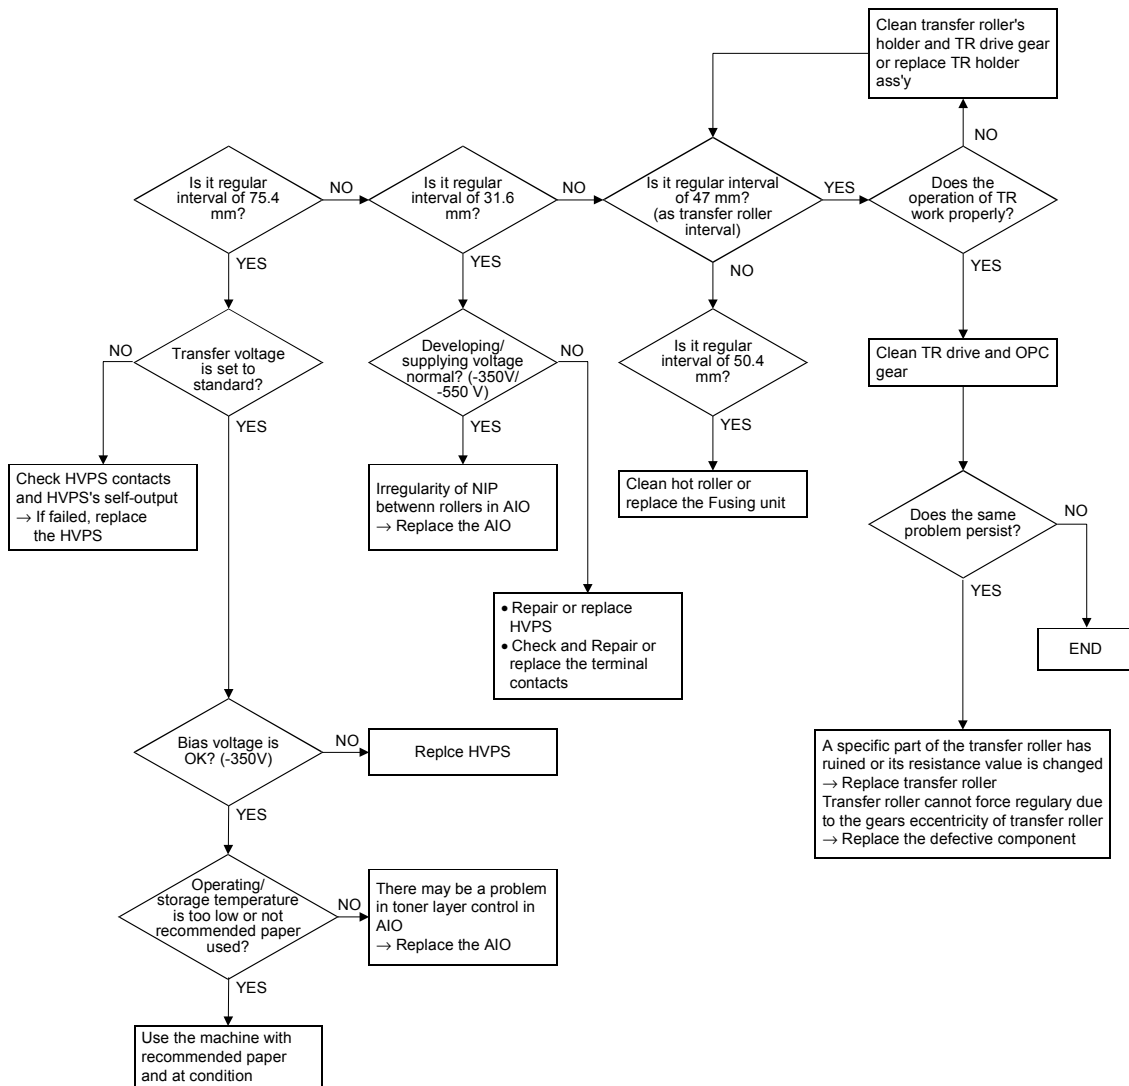 Clean transfer roller's
holder and TR drive gear
or replace TR holder
ass'y
NO
Is it regular
interval of 75.4
mm?
NO
Is it regular
interval of 31.6
mm?
NO
Is it regular interval
of 47 mm?
(as transfer roller
interval)
YES
Does the
operation of TR
work properly?
YES
YES
NO
YES
NO
Transfer voltage
is set to
standard?
Developing/
supplying voltage
normal? (-350V/
-550 V)
NO
Is it regular
interval of 50.4
mm?
Clean TR drive and OPC
gear
YES
YES
YES
Check HVPS contacts
and HVPS's self-output
→ If failed, replace
the HVPS
Irregularity of NIP
betwenn rollers in AIO
→ Replace the AIO
Clean hot roller or
replace the Fusing unit
Does the same
problem persist?
NO
YES
• Repair or replace
HVPS
• Check and Repair or
replace the terminal
contacts
END
Bias voltage is
OK? (-350V)
NO
Replce HVPS
A specific part of the transfer roller has
ruined or its resistance value is changed
→ Replace transfer roller
Transfer roller cannot force regulary due
to the gears eccentricity of transfer roller
→ Replace the defective component
YES
Operating/
storage temperature
is too low or not
recommended paper
used?
NO
There may be a problem
in toner layer control in
AIO
→ Replace the AIO
YES
Use the machine with
recommended paper
and at condition